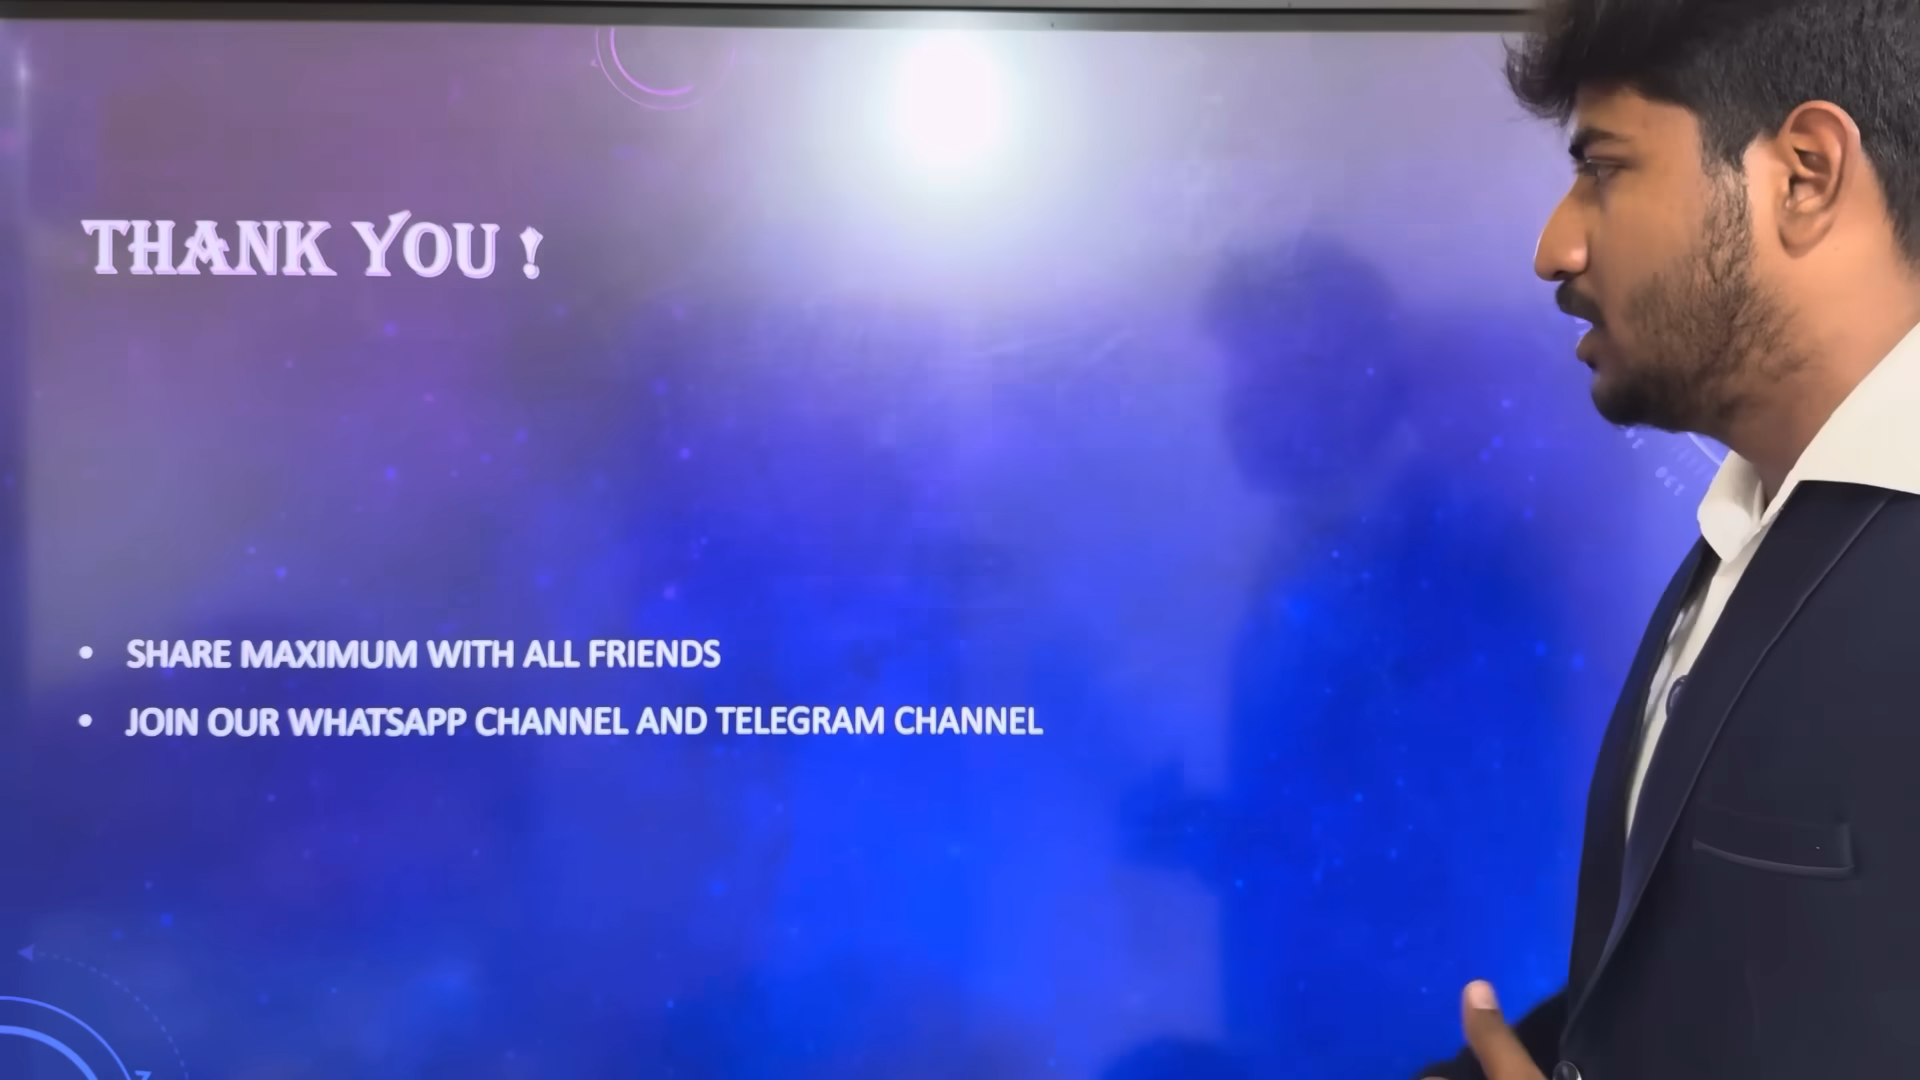 THANK YOU !
• SHARE MAXIMUM WITH ALL FRIENDS
• JOIN OUR WHATSAPP CHANNEL AND TELEGRAM CHANNEL